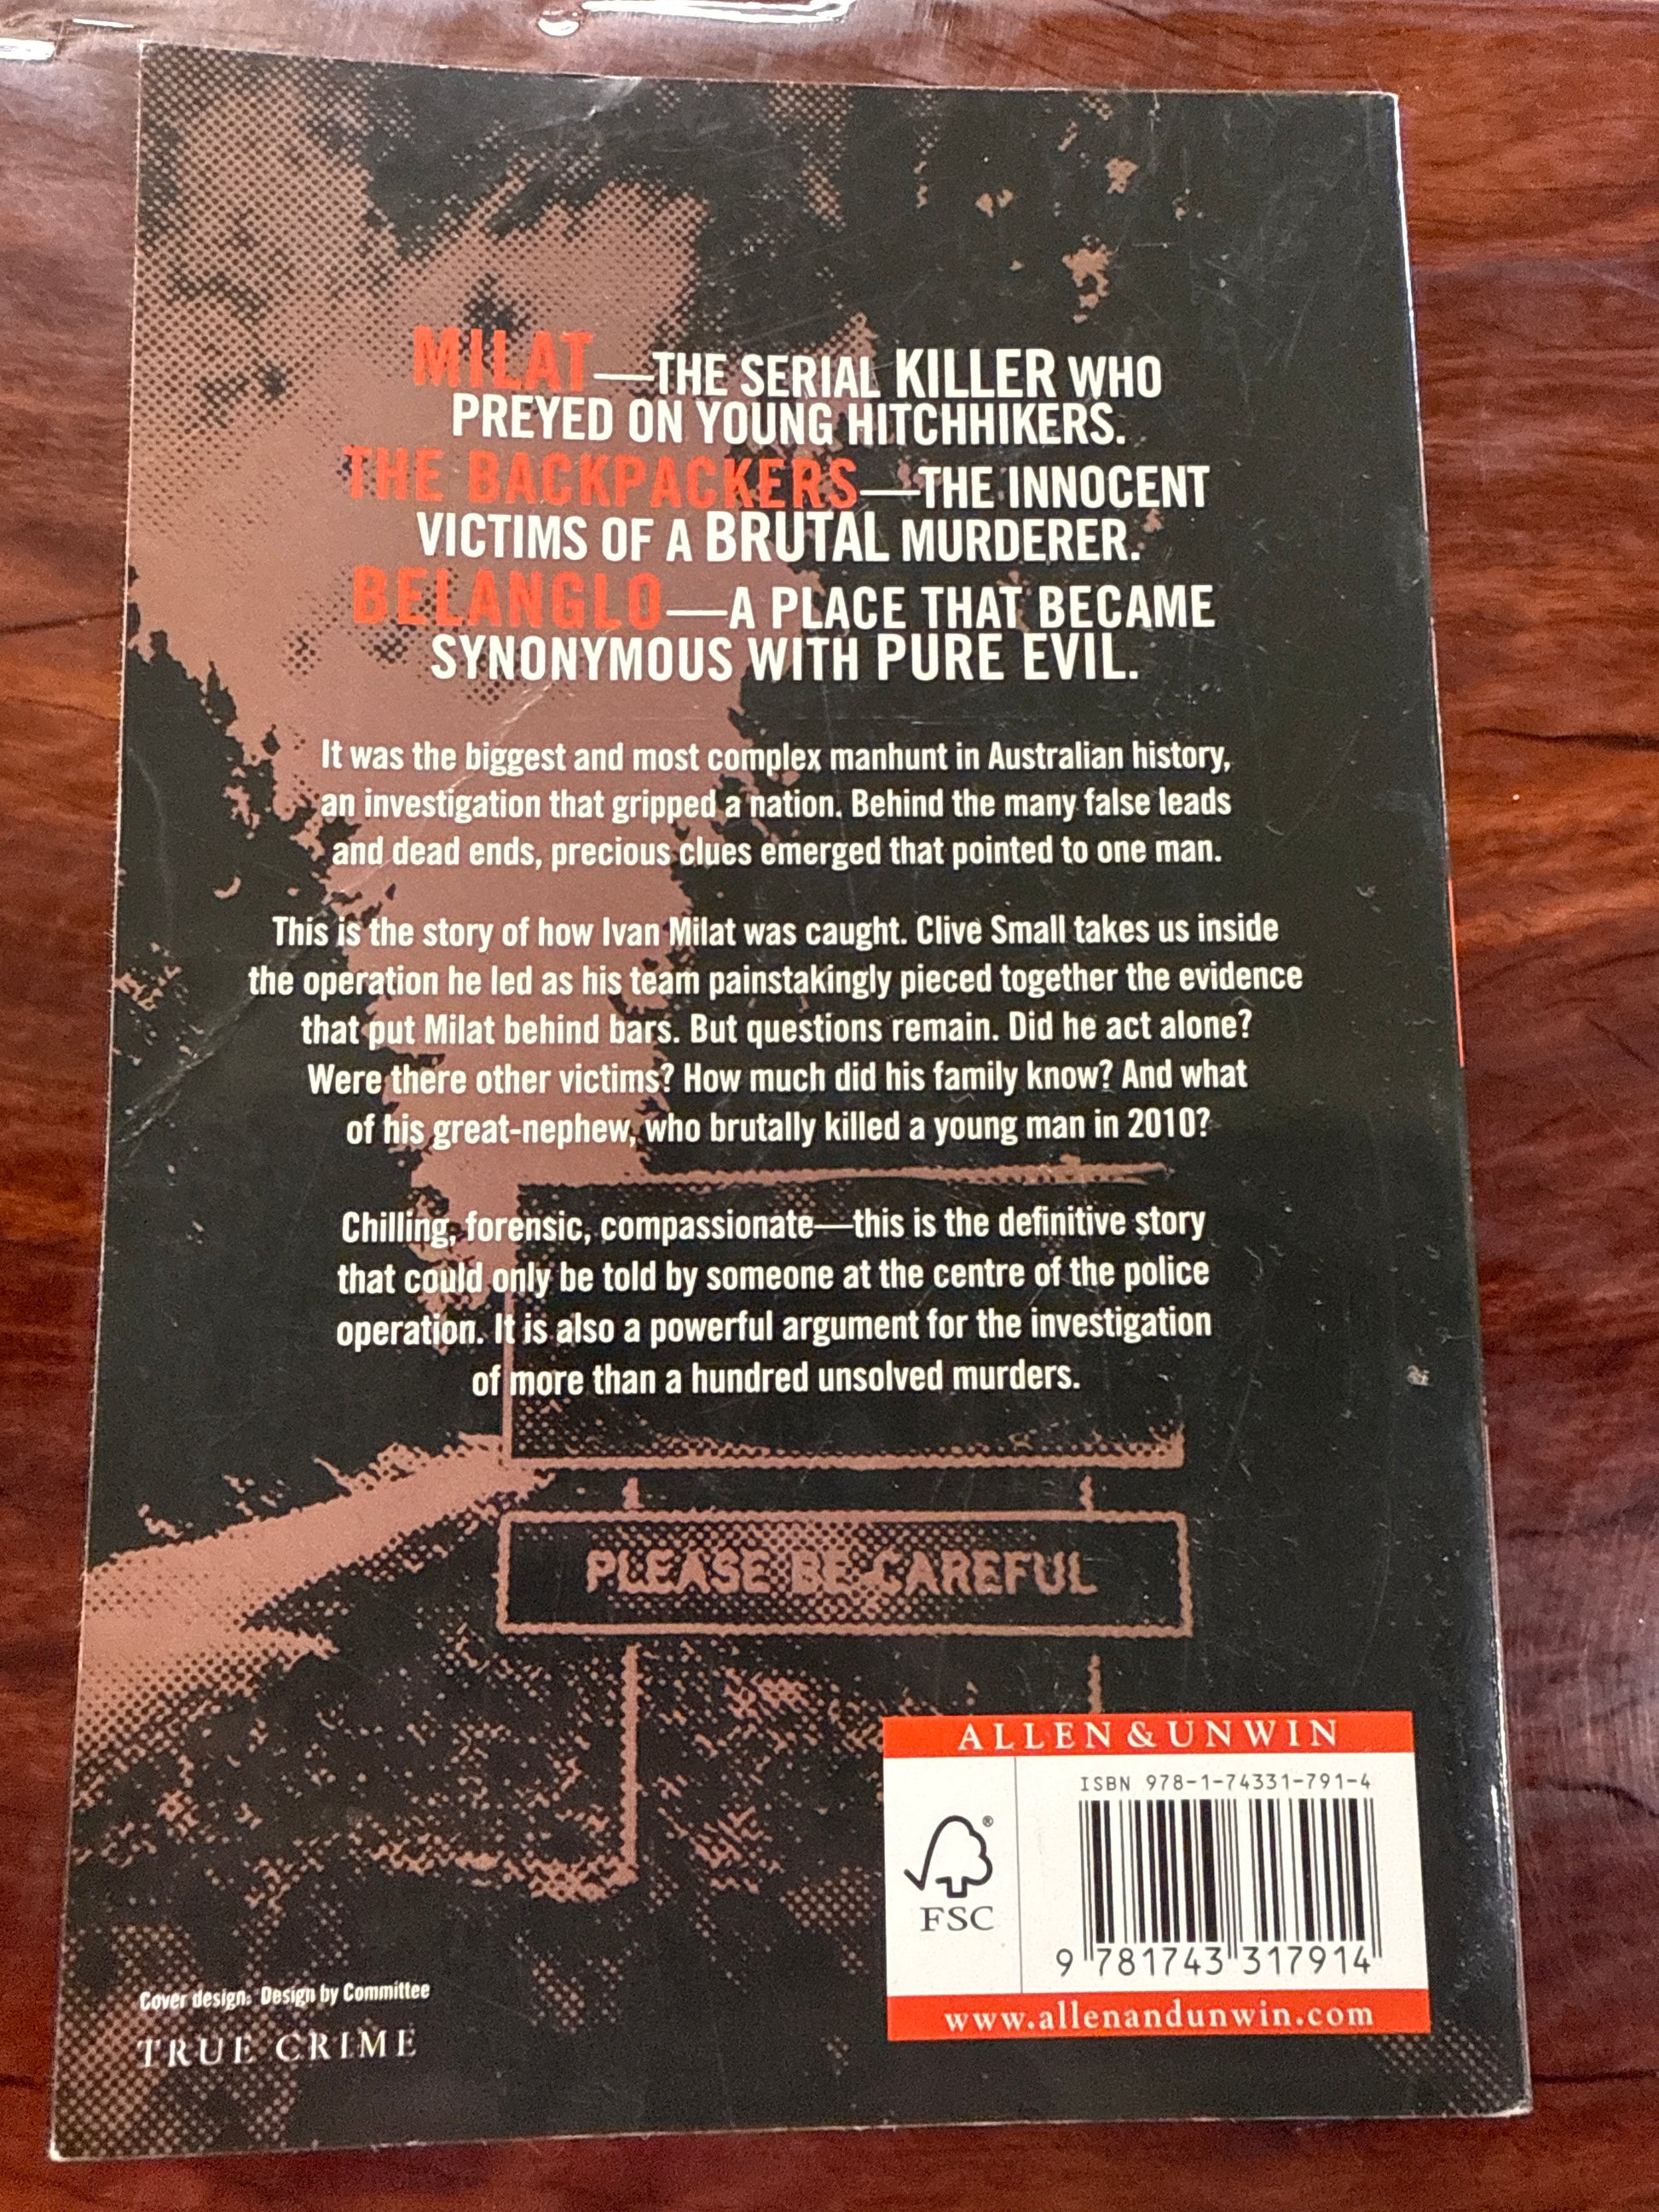 MILAT—THE SERIAL KILLER WHO
PREYED ON YOUNG HITCHHIKERS.
THE BACKPACKERS—THE INNOCENT
VICTIMS OF A BRUTAL MURDERER.
BELANGLO—A PLACE THAT BECAME
SYNONYMOUS WITH PURE EVIL.
It was the biggest and most complex manhunt in Australian history,
an investigation that gripped a nation. Behind the many false leads
and dead ends, precious clues emerged that pointed to one man.
This is the story of how Ivan Milat was caught. Clive Small takes us inside
the operation he led as his team painstakingly pieced together the evidence
that put Milat behind bars. But questions remain. Did he act alone?
Were there other victims? How much did his family know? And what
of his great-nephew, who brutally killed a young man in 2010?
Chilling, forensic, compassionate—this is the definitive story
that could only be told by someone at the centre of the police
operation. It is also a powerful argument for the investigation
of more than a hundred unsolved murders.
PLEASE BE CAREFUL
ALLEN & UNWIN
ISBN 978-1-74331-791-4
®
FSC
9 781743 317914
www.allenandunwin.com
Cover design: Design by Committee
TRUE CRIME